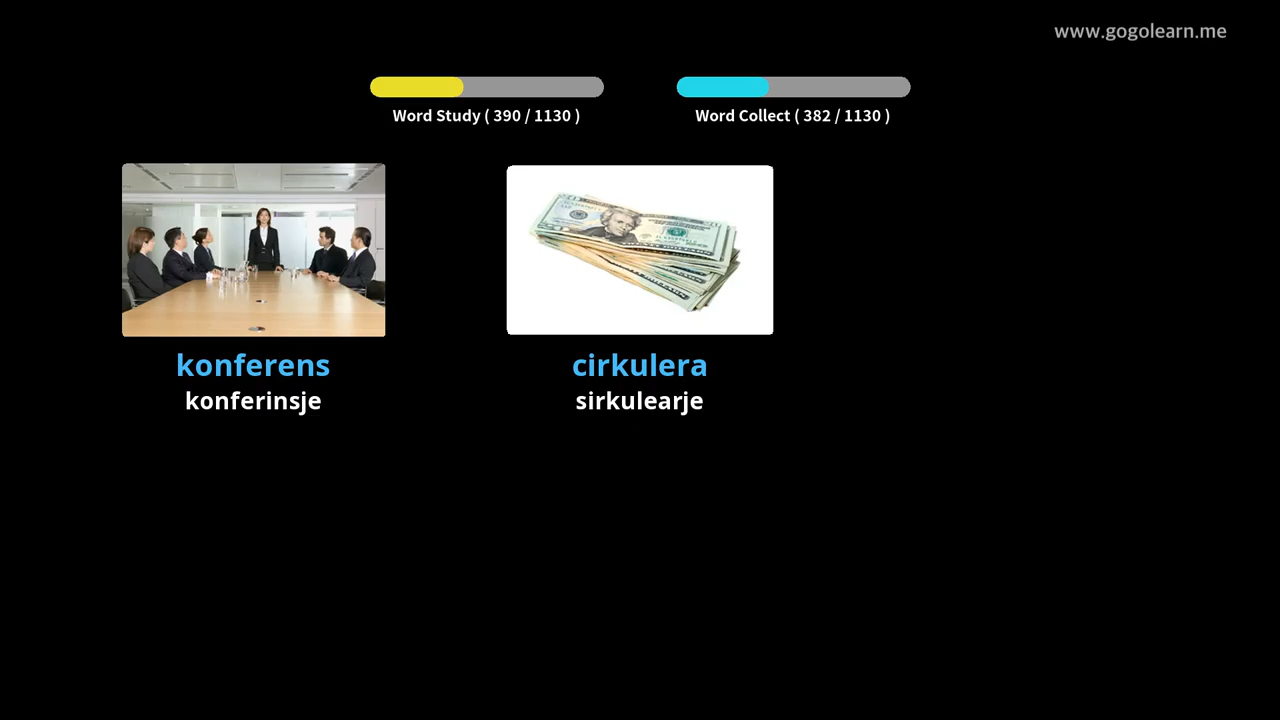 www.gogolearn.me
Word Study ( 390 / 1130 )
Word Collect ( 382 / 1130 )
konferens
konferinsje
cirkulera
sirkulearje